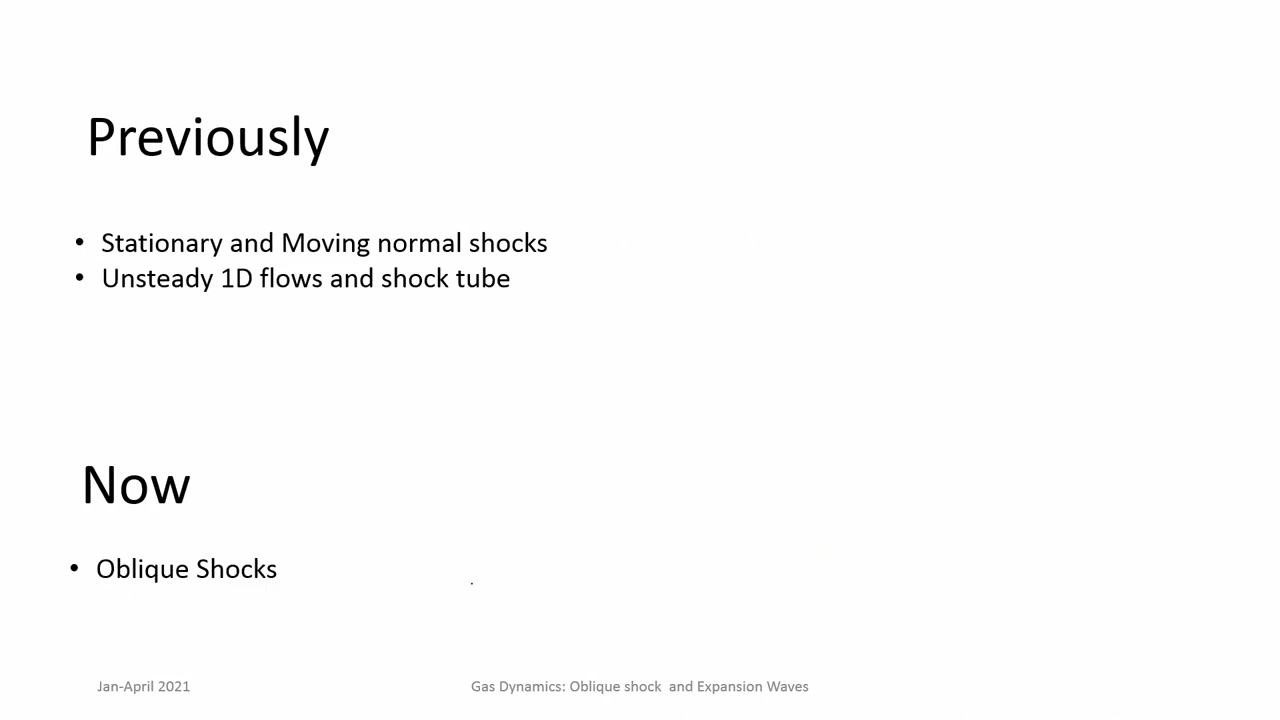 Previously
• Stationary and Moving normal shocks
• Unsteady 1D flows and shock tube
Now
• Oblique Shocks
Jan-April 2021
Gas Dynamics: Oblique shock and Expansion Waves